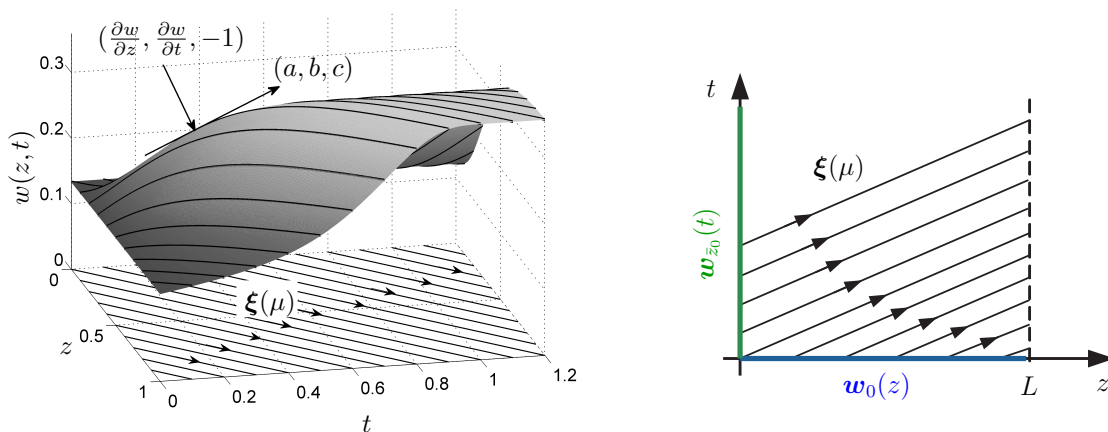 (∂w/∂z, ∂w/∂t, −1)
(a, b, c)
w(z, t)
0.3
0.2
0.1
0
0
0.5
1
z
ξ(μ)
0
0.2
0.4
0.6
0.8
1
1.2
t
t
ξ(μ)
w_{z̄_0}(t)
w_0(z)
L
z